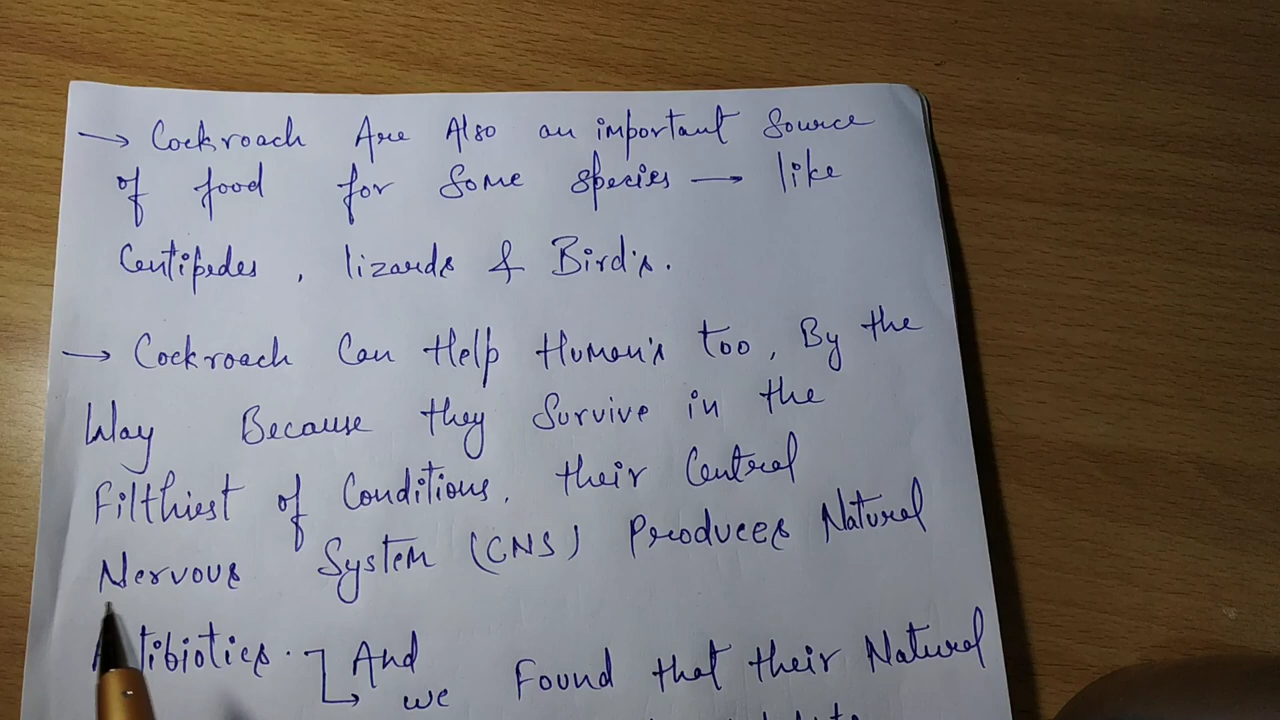 → Cockroach Are Also an important Source
of food for Some species → like
Centipedes, lizards & Bird's.
→ Cockroach Can Help Human's Too, By the
Way Because they Survive in the
Filthiest of Conditions, their Central
Nervous System (CNS) Produces Natural
Antibiotics. And
↳ we Found that their Natural